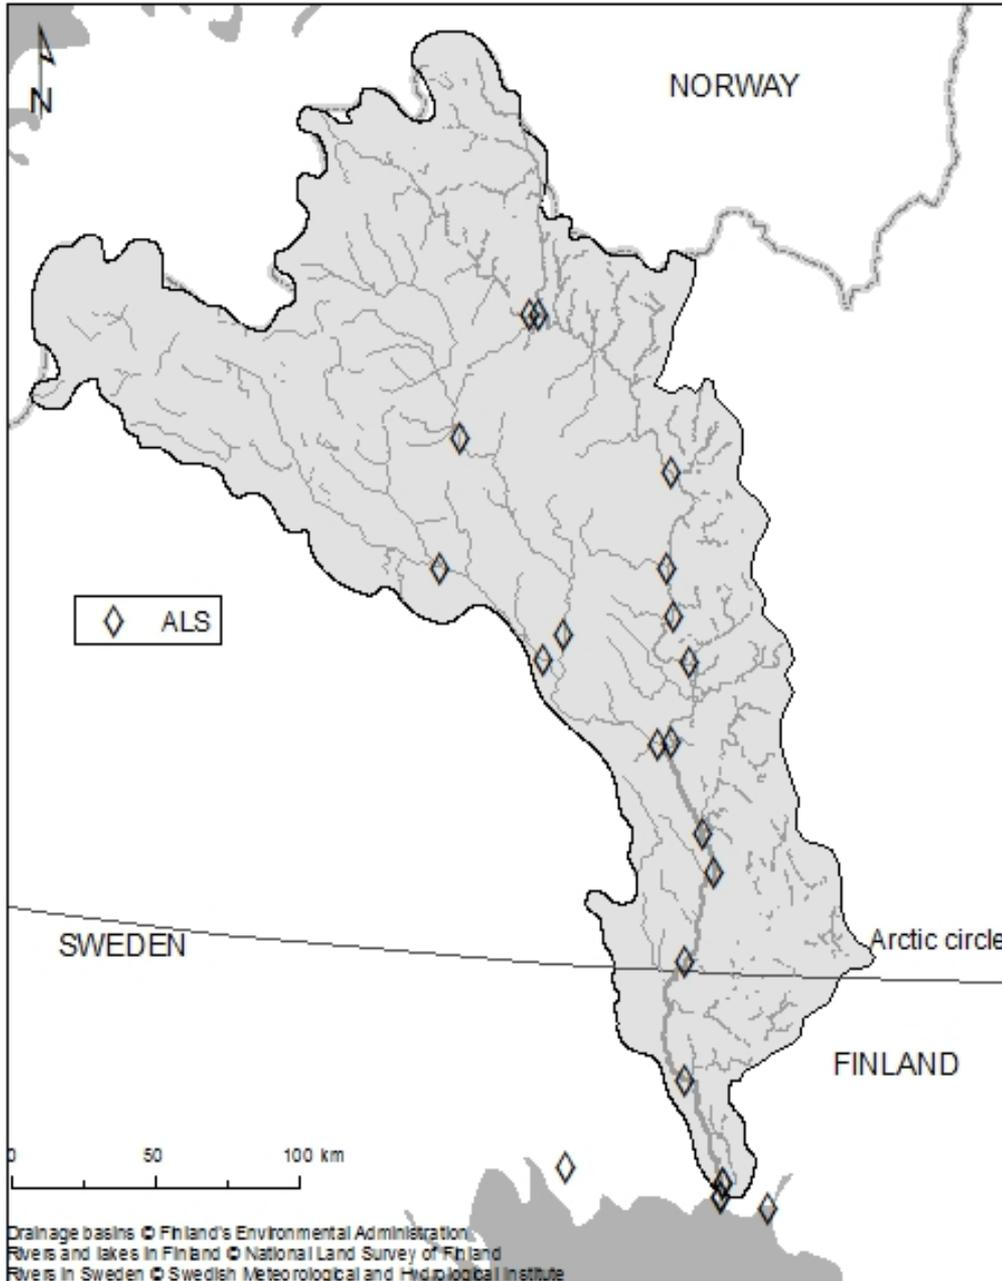 NORWAY
N
ALS
SWEDEN
Arctic circle
FINLAND
0 50 100 km
Drainage basins © Finland's Environmental Administration
Rivers and lakes in Finland © National Land Survey of Finland
Rivers in Sweden © Swedish Meteorological and Hydrological Institute